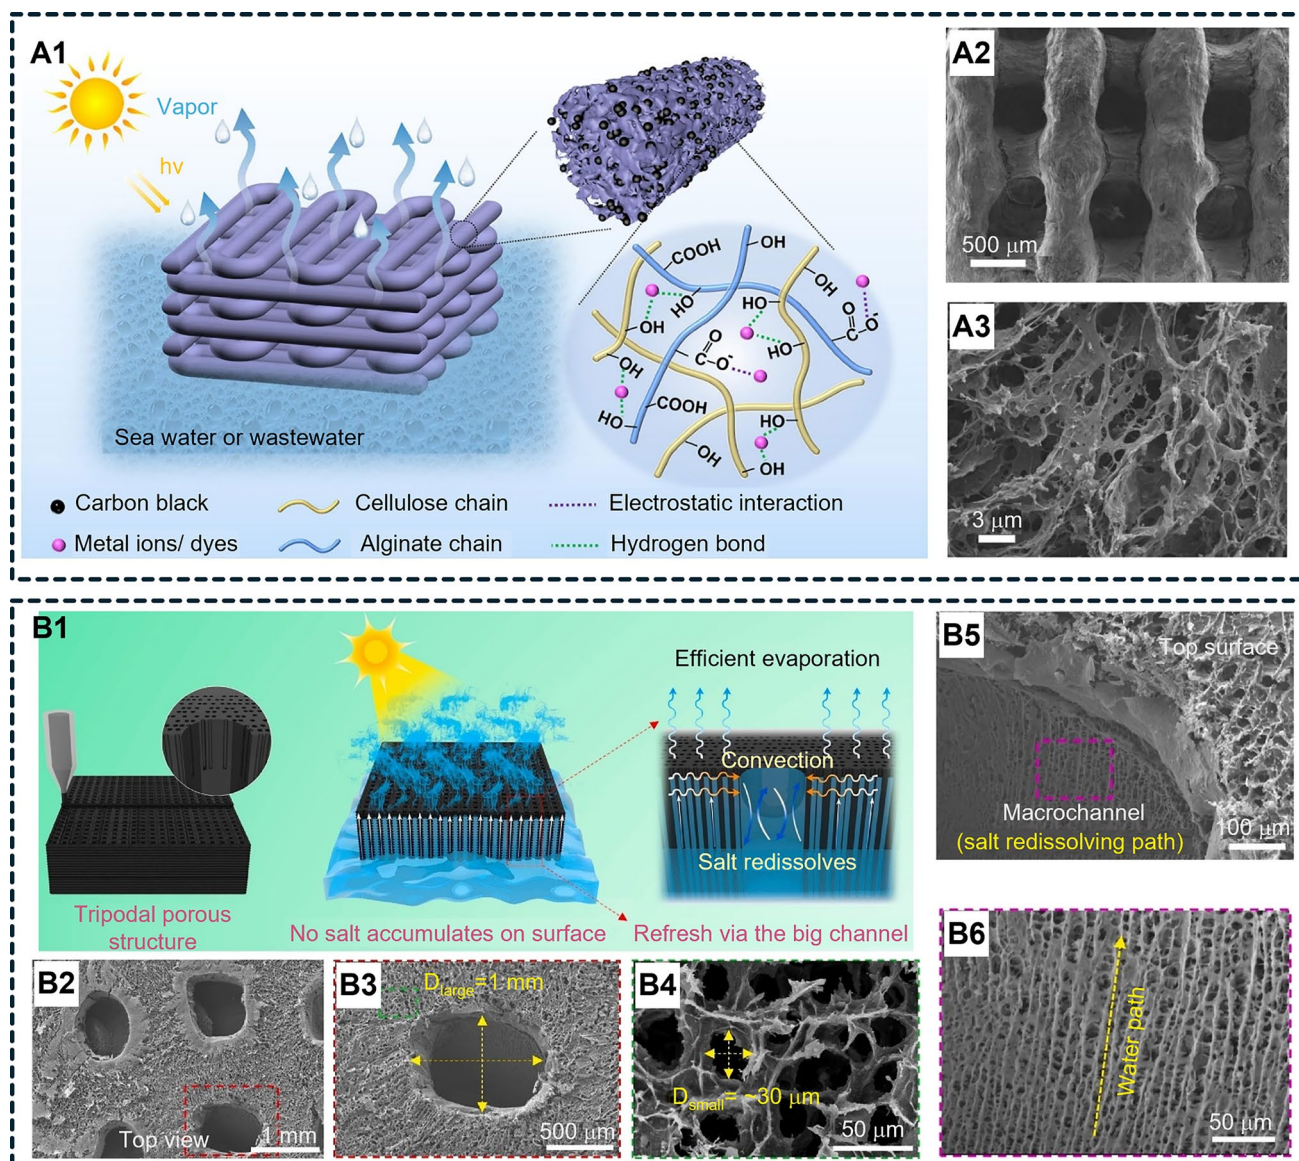 A1
Vapor
hv
Sea water or wastewater
COOH
OH
OH
HO
HO
OH
O
C
O-
HO
O
C
O-
OH
HO
COOH
HO
OH
OH
Carbon black
Cellulose chain
Electrostatic interaction
Metal ions/ dyes
Alginate chain
Hydrogen bond
A2
500 μm
A3
3 μm
B1
Tripodal porous
structure
No salt accumulates on surface
Efficient evaporation
Convection
Salt redissolves
Refresh via the big channel
B2
Top view
1 mm
B3
Dlarge=1 mm
500 μm
B4
Dsmall= ~30 μm
50 μm
B5
Top surface
Macrochannel
(salt redissolving path)
100 μm
B6
Water path
50 μm